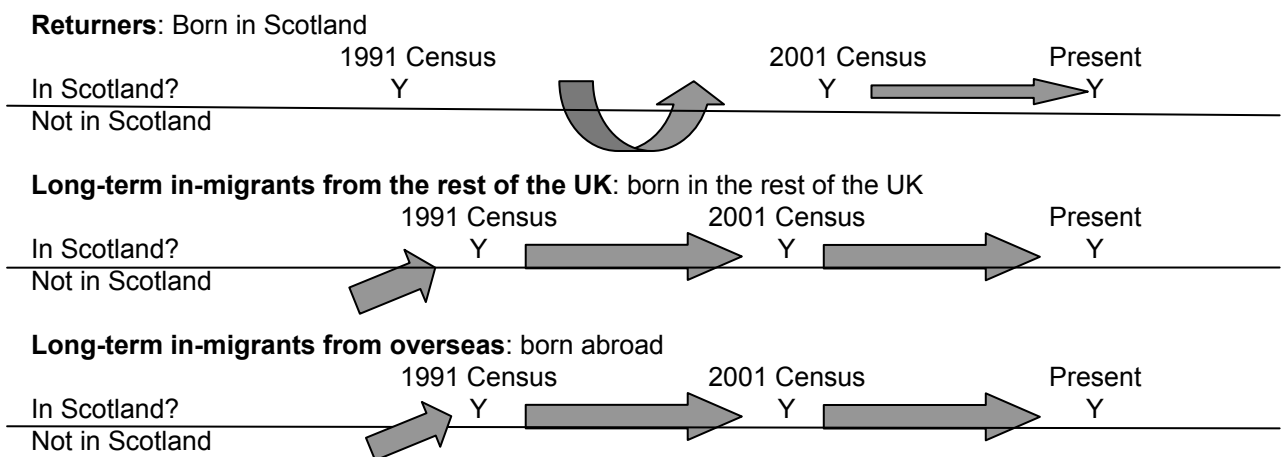 Returners: Born in Scotland
1991 Census 2001 Census Present
In Scotland? Y Y Y
Not in Scotland
Long-term in-migrants from the rest of the UK: born in the rest of the UK
1991 Census 2001 Census Present
In Scotland? Y Y Y
Not in Scotland
Long-term in-migrants from overseas: born abroad
1991 Census 2001 Census Present
In Scotland? Y Y Y
Not in Scotland